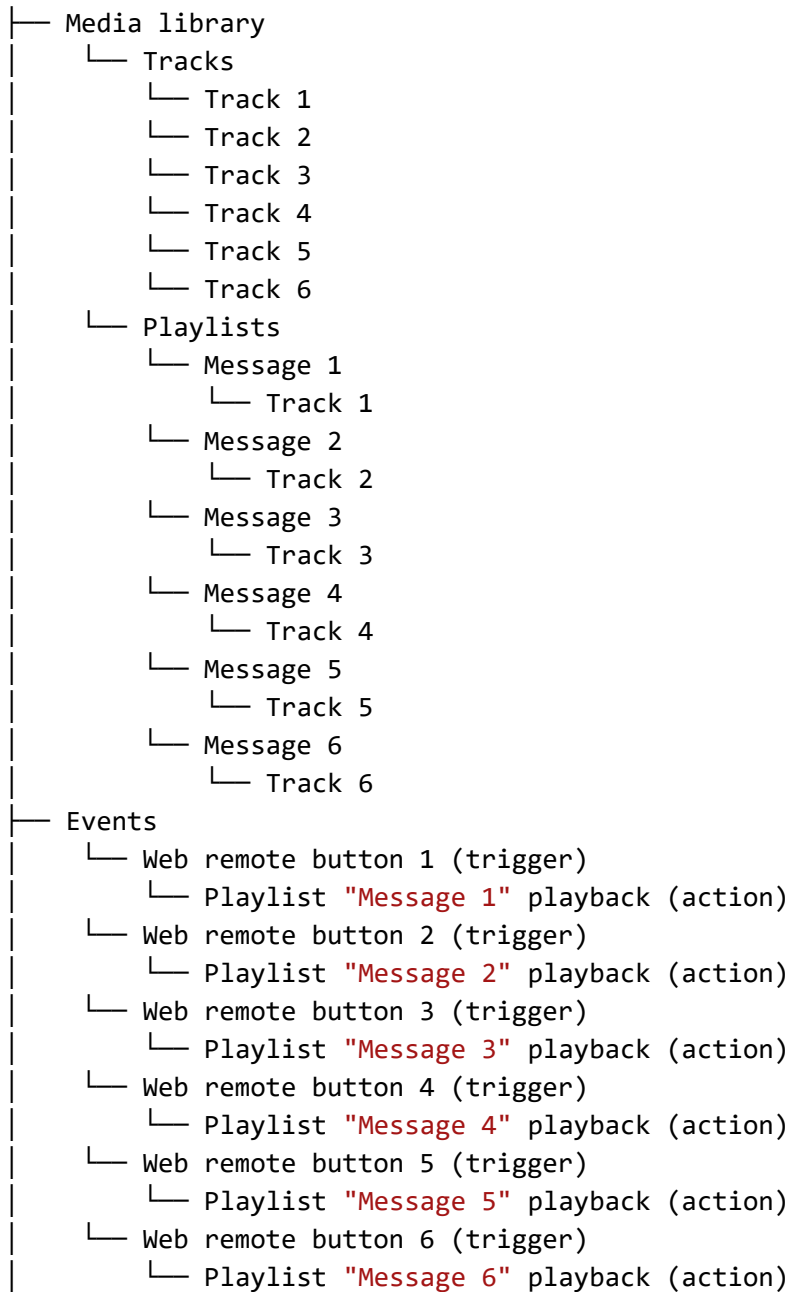 ├── Media library
│    └── Tracks
│        └── Track 1
│        └── Track 2
│        └── Track 3
│        └── Track 4
│        └── Track 5
│        └── Track 6
│    └── Playlists
│        └── Message 1
│            └── Track 1
│        └── Message 2
│            └── Track 2
│        └── Message 3
│            └── Track 3
│        └── Message 4
│            └── Track 4
│        └── Message 5
│            └── Track 5
│        └── Message 6
│            └── Track 6
├── Events
│    └── Web remote button 1 (trigger)
│        └── Playlist "Message 1" playback (action)
│    └── Web remote button 2 (trigger)
│        └── Playlist "Message 2" playback (action)
│    └── Web remote button 3 (trigger)
│        └── Playlist "Message 3" playback (action)
│    └── Web remote button 4 (trigger)
│        └── Playlist "Message 4" playback (action)
│    └── Web remote button 5 (trigger)
│        └── Playlist "Message 5" playback (action)
│    └── Web remote button 6 (trigger)
│        └── Playlist "Message 6" playback (action)